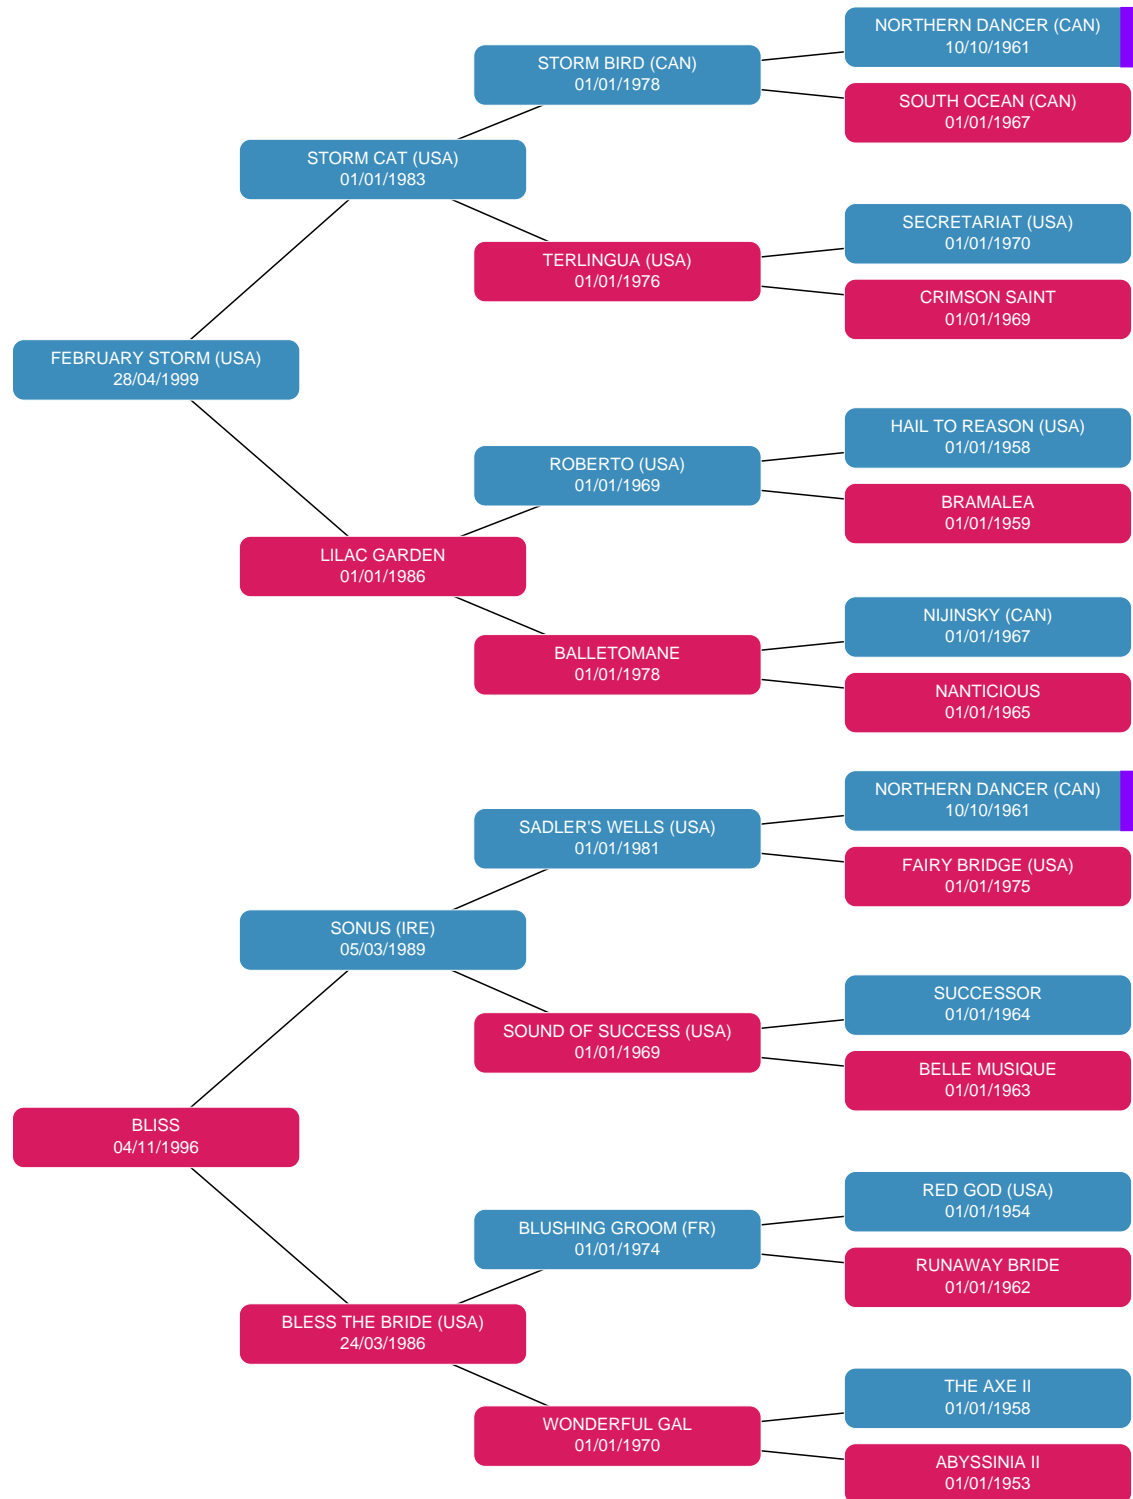 NORTHERN DANCER (CAN)
10/10/1961
STORM BIRD (CAN)
01/01/1978
SOUTH OCEAN (CAN)
01/01/1967
STORM CAT (USA)
01/01/1983
SECRETARIAT (USA)
01/01/1970
TERLINGUA (USA)
01/01/1976
CRIMSON SAINT
01/01/1969
FEBRUARY STORM (USA)
28/04/1999
HAIL TO REASON (USA)
01/01/1958
ROBERTO (USA)
01/01/1969
BRAMALEA
01/01/1959
LILAC GARDEN
01/01/1986
NIJINSKY (CAN)
01/01/1967
BALLETOMANE
01/01/1978
NANTICIOUS
01/01/1965
NORTHERN DANCER (CAN)
10/10/1961
SADLER'S WELLS (USA)
01/01/1981
FAIRY BRIDGE (USA)
01/01/1975
SONUS (IRE)
05/03/1989
SUCCESSOR
01/01/1964
SOUND OF SUCCESS (USA)
01/01/1969
BELLE MUSIQUE
01/01/1963
BLISS
04/11/1996
RED GOD (USA)
01/01/1954
BLUSHING GROOM (FR)
01/01/1974
RUNAWAY BRIDE
01/01/1962
BLESS THE BRIDE (USA)
24/03/1986
THE AXE II
01/01/1958
WONDERFUL GAL
01/01/1970
ABYSSINIA II
01/01/1953